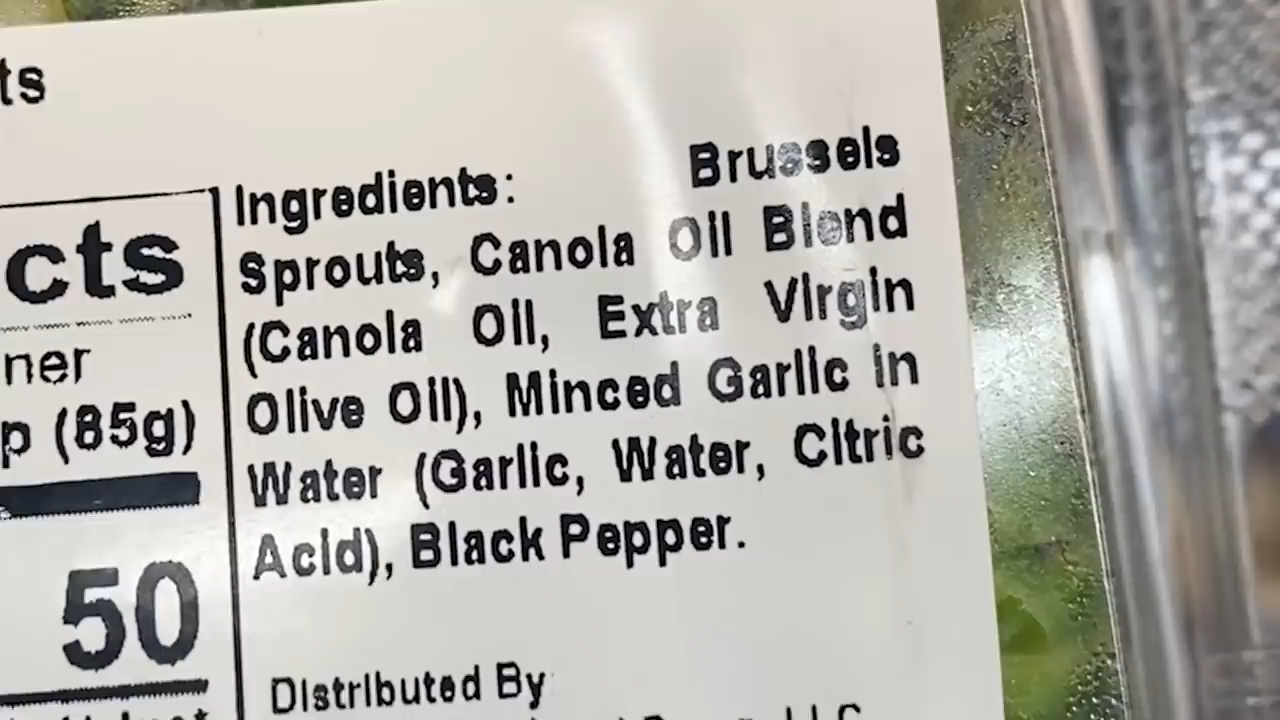 ts
cts
ner
p (85g)
50
Ingredients: Brussels
Sprouts, Canola Oil Blend
(Canola Oil, Extra Virgin
Olive Oil), Minced Garlic in
Water (Garlic, Water, Citric
Acid), Black Pepper.
Distributed By
LLC